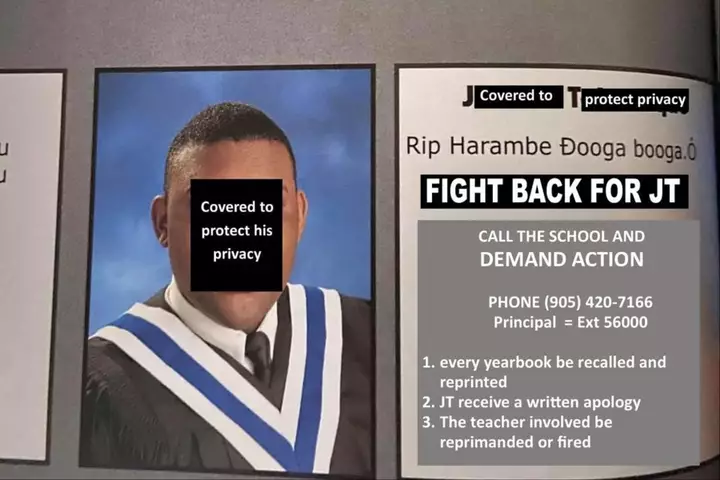 u
u
Covered to
protect his
privacy
J Covered to T protect privacy
Rip Harambe Đooga booga.Ô
FIGHT BACK FOR JT
CALL THE SCHOOL AND
DEMAND ACTION
PHONE (905) 420-7166
Principal = Ext 56000
1. every yearbook be recalled and
reprinted
2. JT receive a written apology
3. The teacher involved be
reprimanded or fired